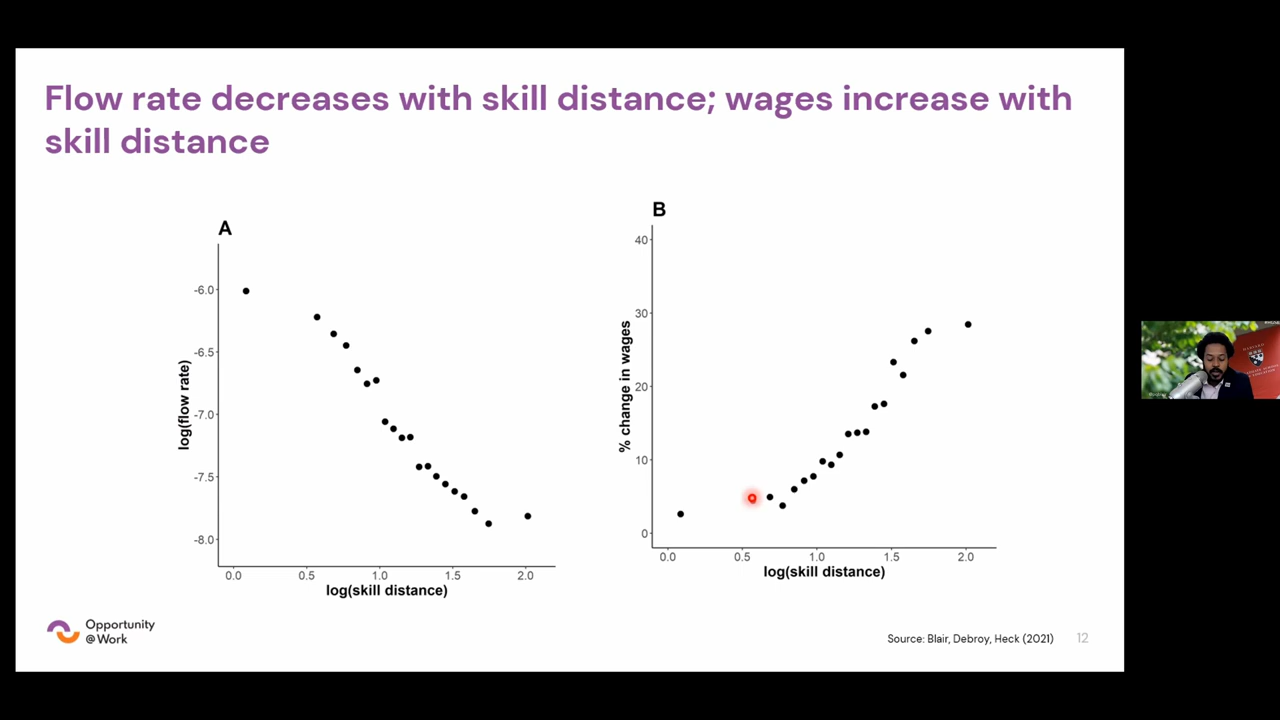 Flow rate decreases with skill distance; wages increase with
skill distance
A
-6.0
-6.5
-7.0
-7.5
-8.0
log(flow rate)
0.0 0.5 1.0 1.5 2.0
log(skill distance)
B
40
30
20
10
0
% change in wages
0.0 0.5 1.0 1.5 2.0
log(skill distance)
Opportunity
@Work
Source: Blair, Debroy, Heck (2021) 12
HARVARD